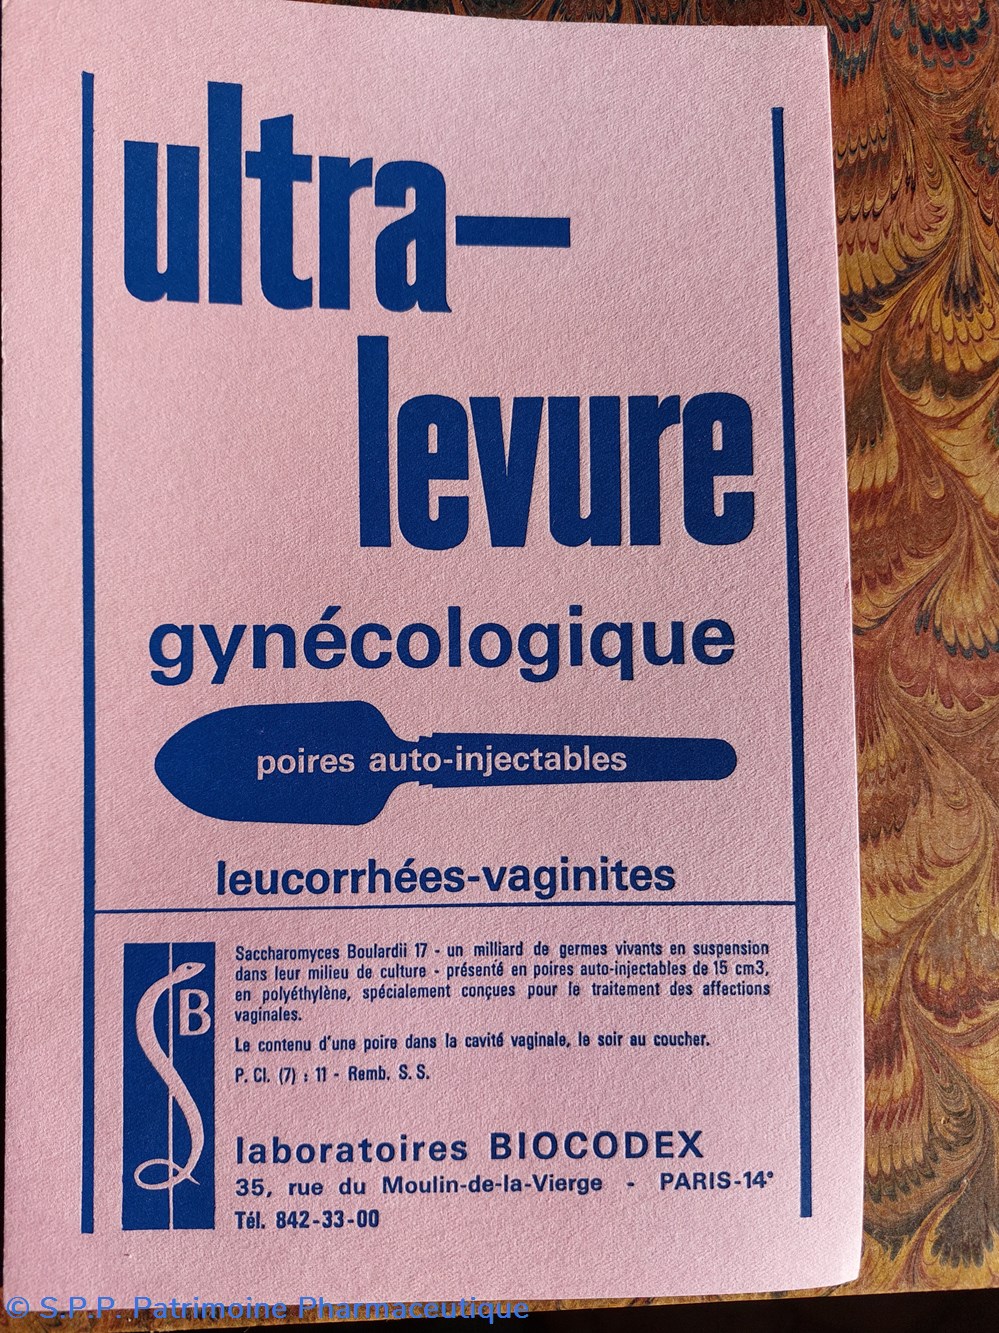 ultra–
levure
gynécologique
poires auto-injectables
leucorrhées-vaginites
B
Saccharomyces Boulardii 17 - un milliard de germes vivants en suspension
dans leur milieu de culture - présenté en poires auto-injectables de 15 cm3,
en polyéthylène, spécialement conçues pour le traitement des affections
vaginales.
Le contenu d'une poire dans la cavité vaginale, le soir au coucher.
P. Cl. (7) : 11 - Remb. S. S.
laboratoires BIOCODEX
35, rue du Moulin-de-la-Vierge - PARIS-14°
Tél. 842-33-00
© S.P.P. Patrimoine Pharmaceutique